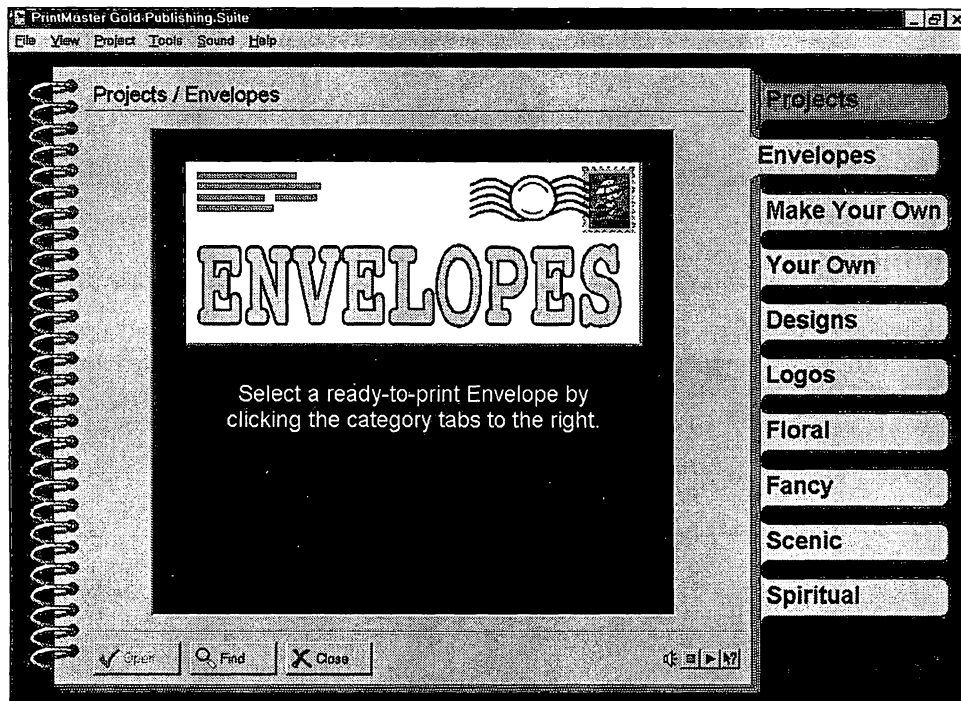 PrintMaster Gold Publishing Suite
File View Project Tools Sound Help
Projects / Envelopes
ENVELOPES
Select a ready-to-print Envelope by
clicking the category tabs to the right.
Projects
Envelopes
Make Your Own
Your Own
Designs
Logos
Floral
Fancy
Scenic
Spiritual
Open Find Close